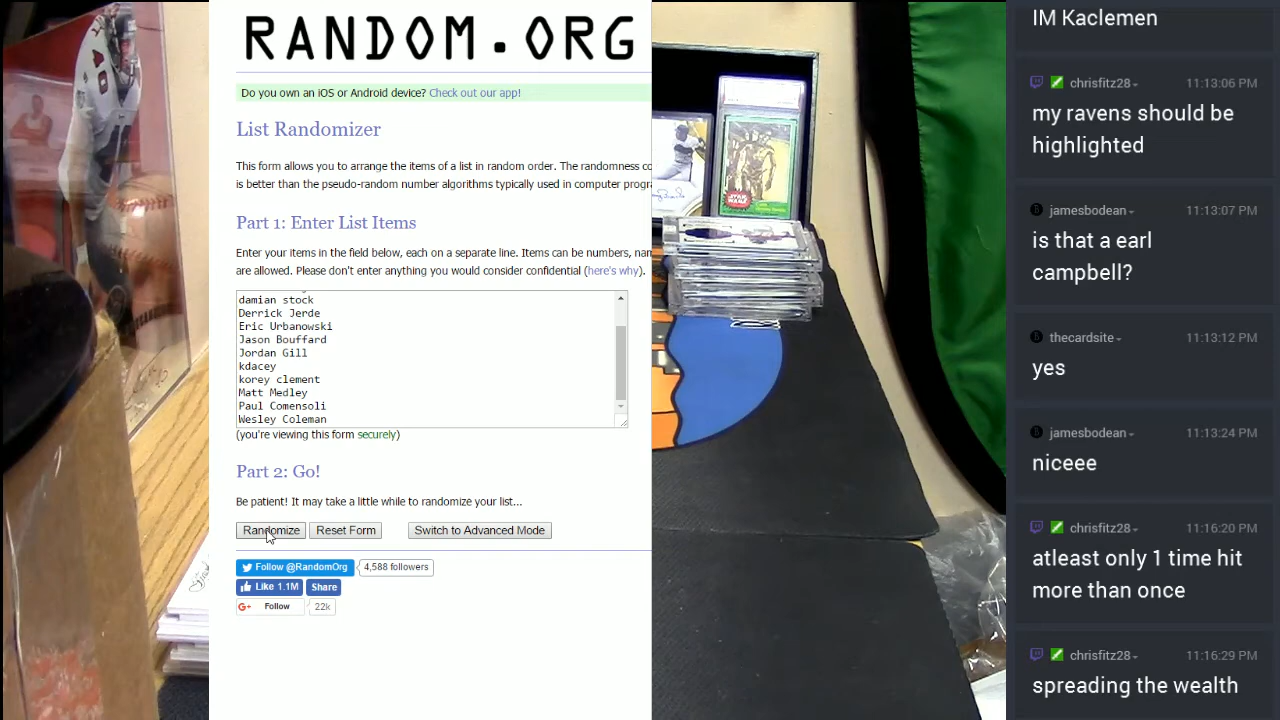 RANDOM.ORG
Do you own an iOS or Android device? Check out our app!
List Randomizer
This form allows you to arrange the items of a list in random order. The randomness co
is better than the pseudo-random number algorithms typically used in computer progr
Part 1: Enter List Items
Enter your items in the field below, each on a separate line. Items can be numbers, nam
are allowed. Please don't enter anything you would consider confidential (here's why).
damian stock
Derrick Jerde
Eric Urbanowski
Jason Bouffard
Jordan Gill
kdacey
korey clement
Matt Medley
Paul Comensoli
Wesley Coleman
(you're viewing this form securely)
Part 2: Go!
Be patient! It may take a little while to randomize your list...
Randomize Reset Form Switch to Advanced Mode
Follow @RandomOrg 4,588 followers
Like 1.1M Share
G+ Follow 22k
STAR WARS
IM Kaclemen
chrisfitz28 11:13:06 PM
my ravens should be
highlighted
jamesbodean 11:13:07 PM
is that a earl
campbell?
thecardsite 11:13:12 PM
yes
jamesbodean 11:13:24 PM
niceee
chrisfitz28 11:16:20 PM
atleast only 1 time hit
more than once
chrisfitz28 11:16:29 PM
spreading the wealth